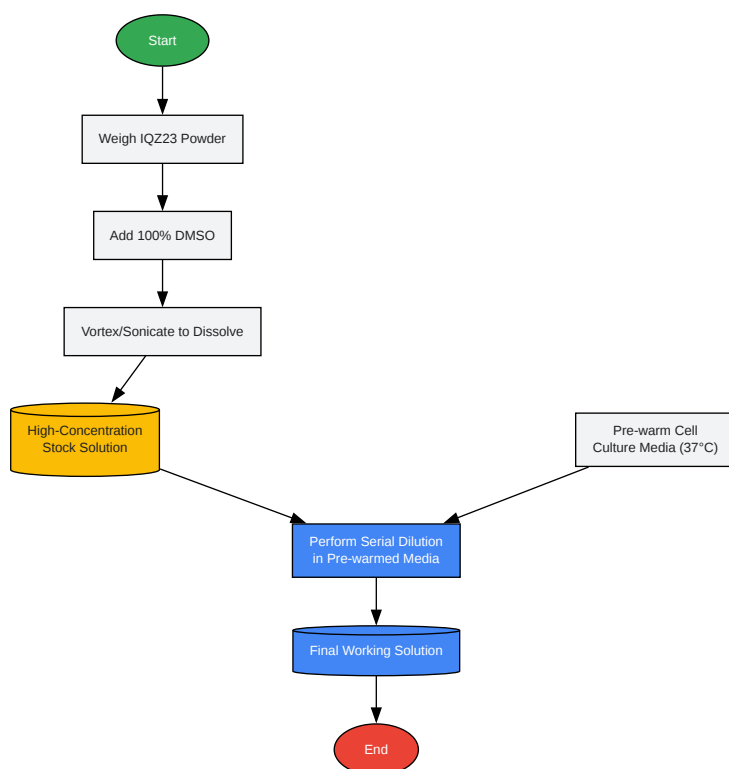 Start
Weigh IQZ23 Powder
Add 100% DMSO
Vortex/Sonicate to Dissolve
High-Concentration
Stock Solution
Pre-warm Cell
Culture Media (37°C)
Perform Serial Dilution
in Pre-warmed Media
Final Working Solution
End